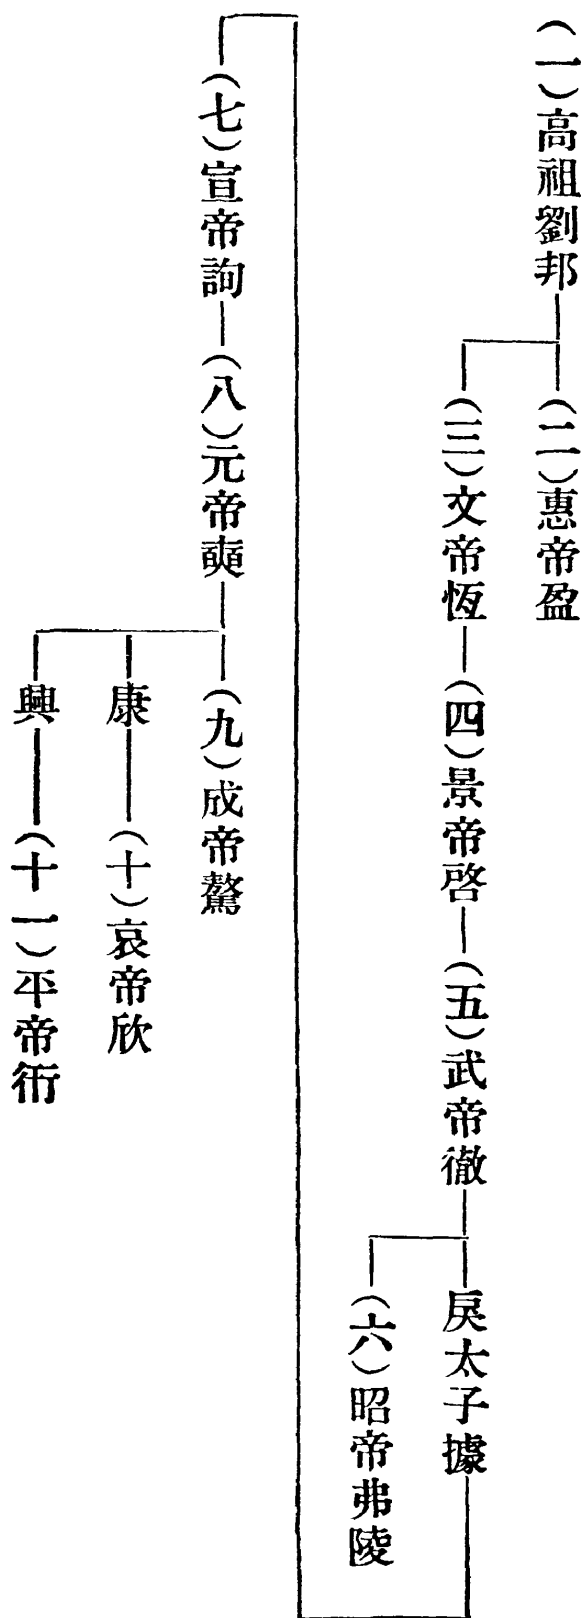 (一)高祖劉邦
(二)惠帝盈
(三)文帝恆
(四)景帝啓
(五)武帝徹
戾太子據
(六)昭帝弗陵
(七)宣帝詢
(八)元帝奭
(九)成帝驁
康
(十)哀帝欣
興
(十一)平帝衎